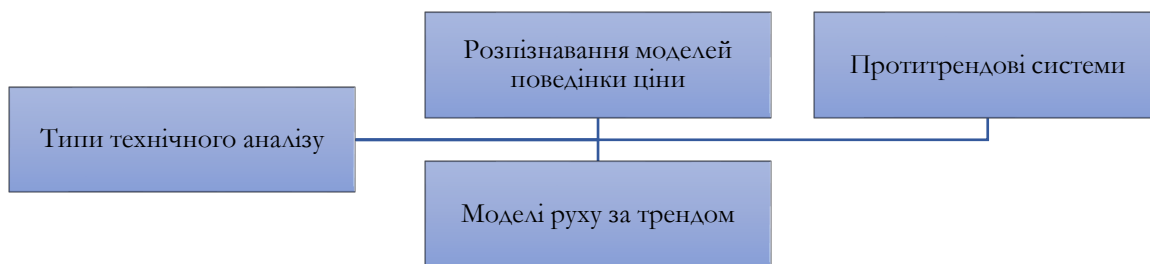 Типи технічного аналізу
Розпізнавання моделей
поведінки ціни
Моделі руху за трендом
Протитрендові системи